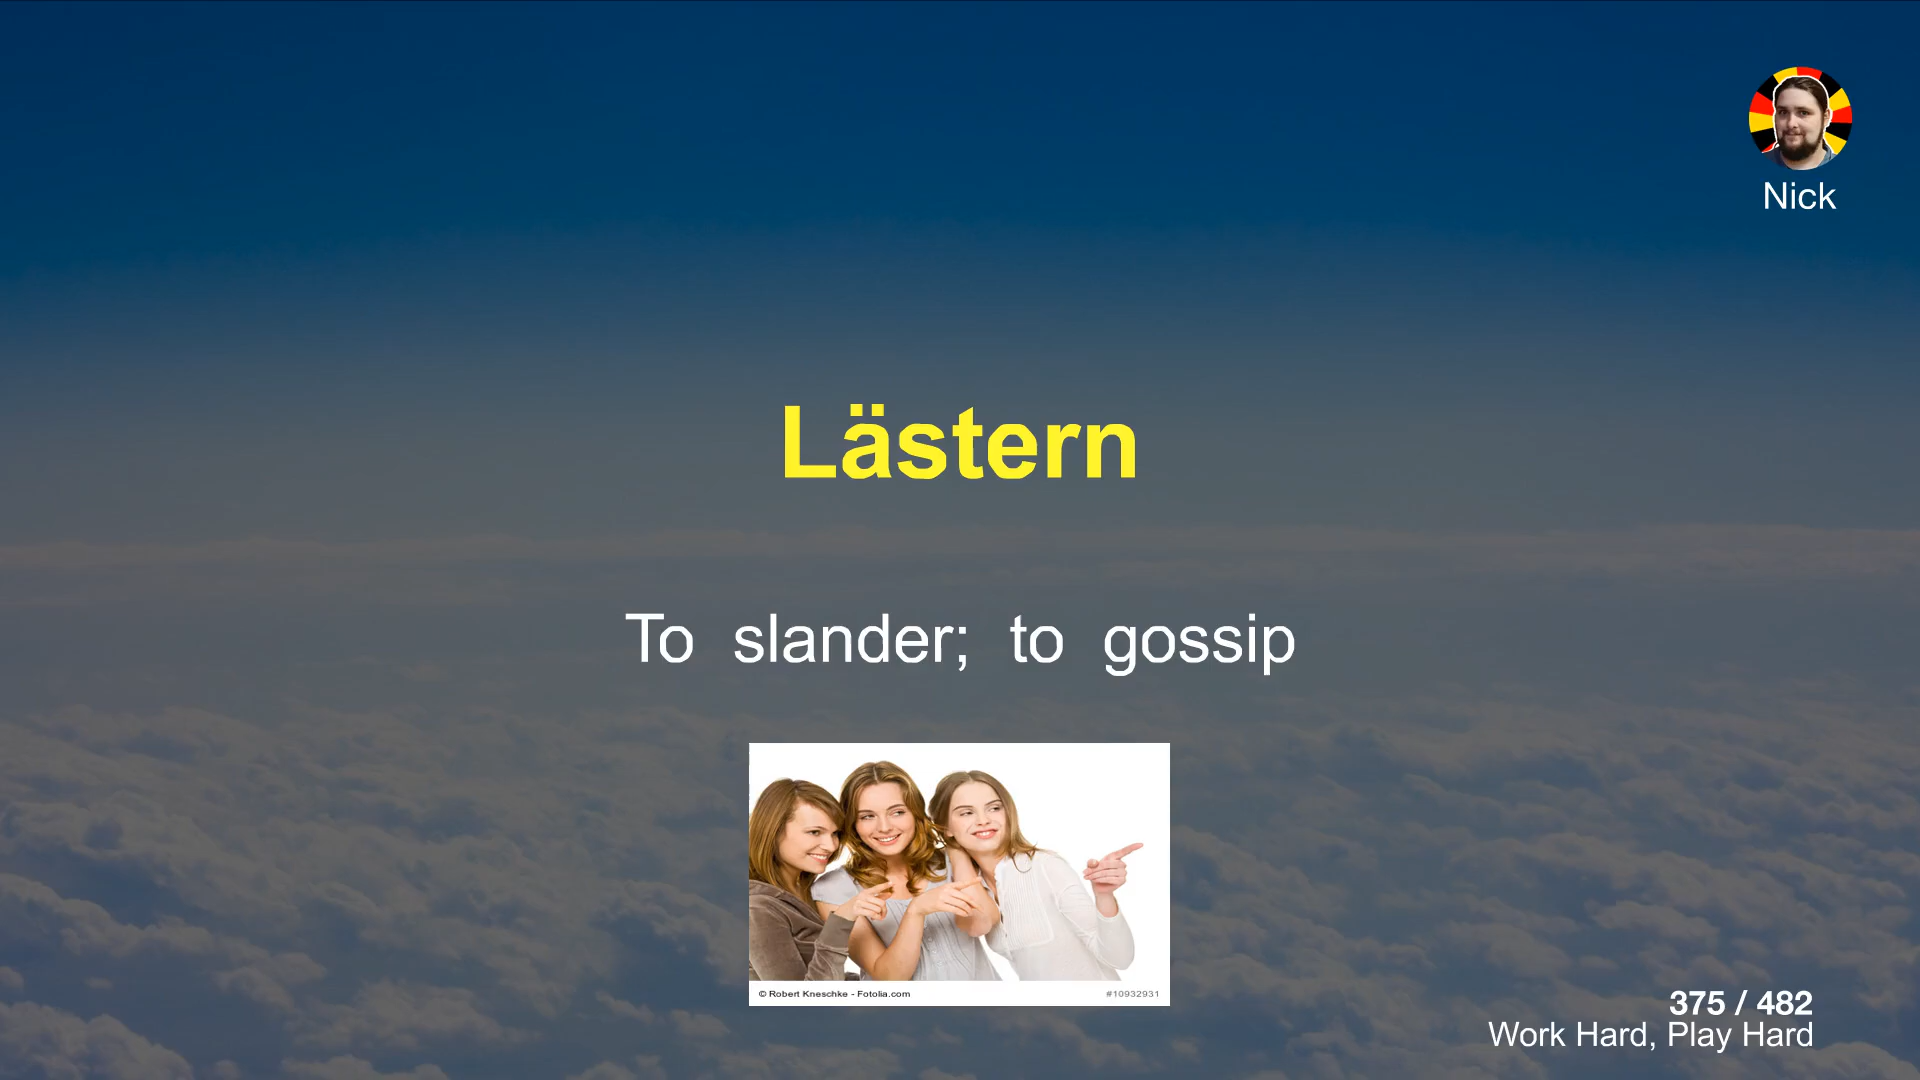 Nick
Lästern
To slander; to gossip
© Robert Kneschke - Fotolia.com #10932931
375 / 482
Work Hard, Play Hard